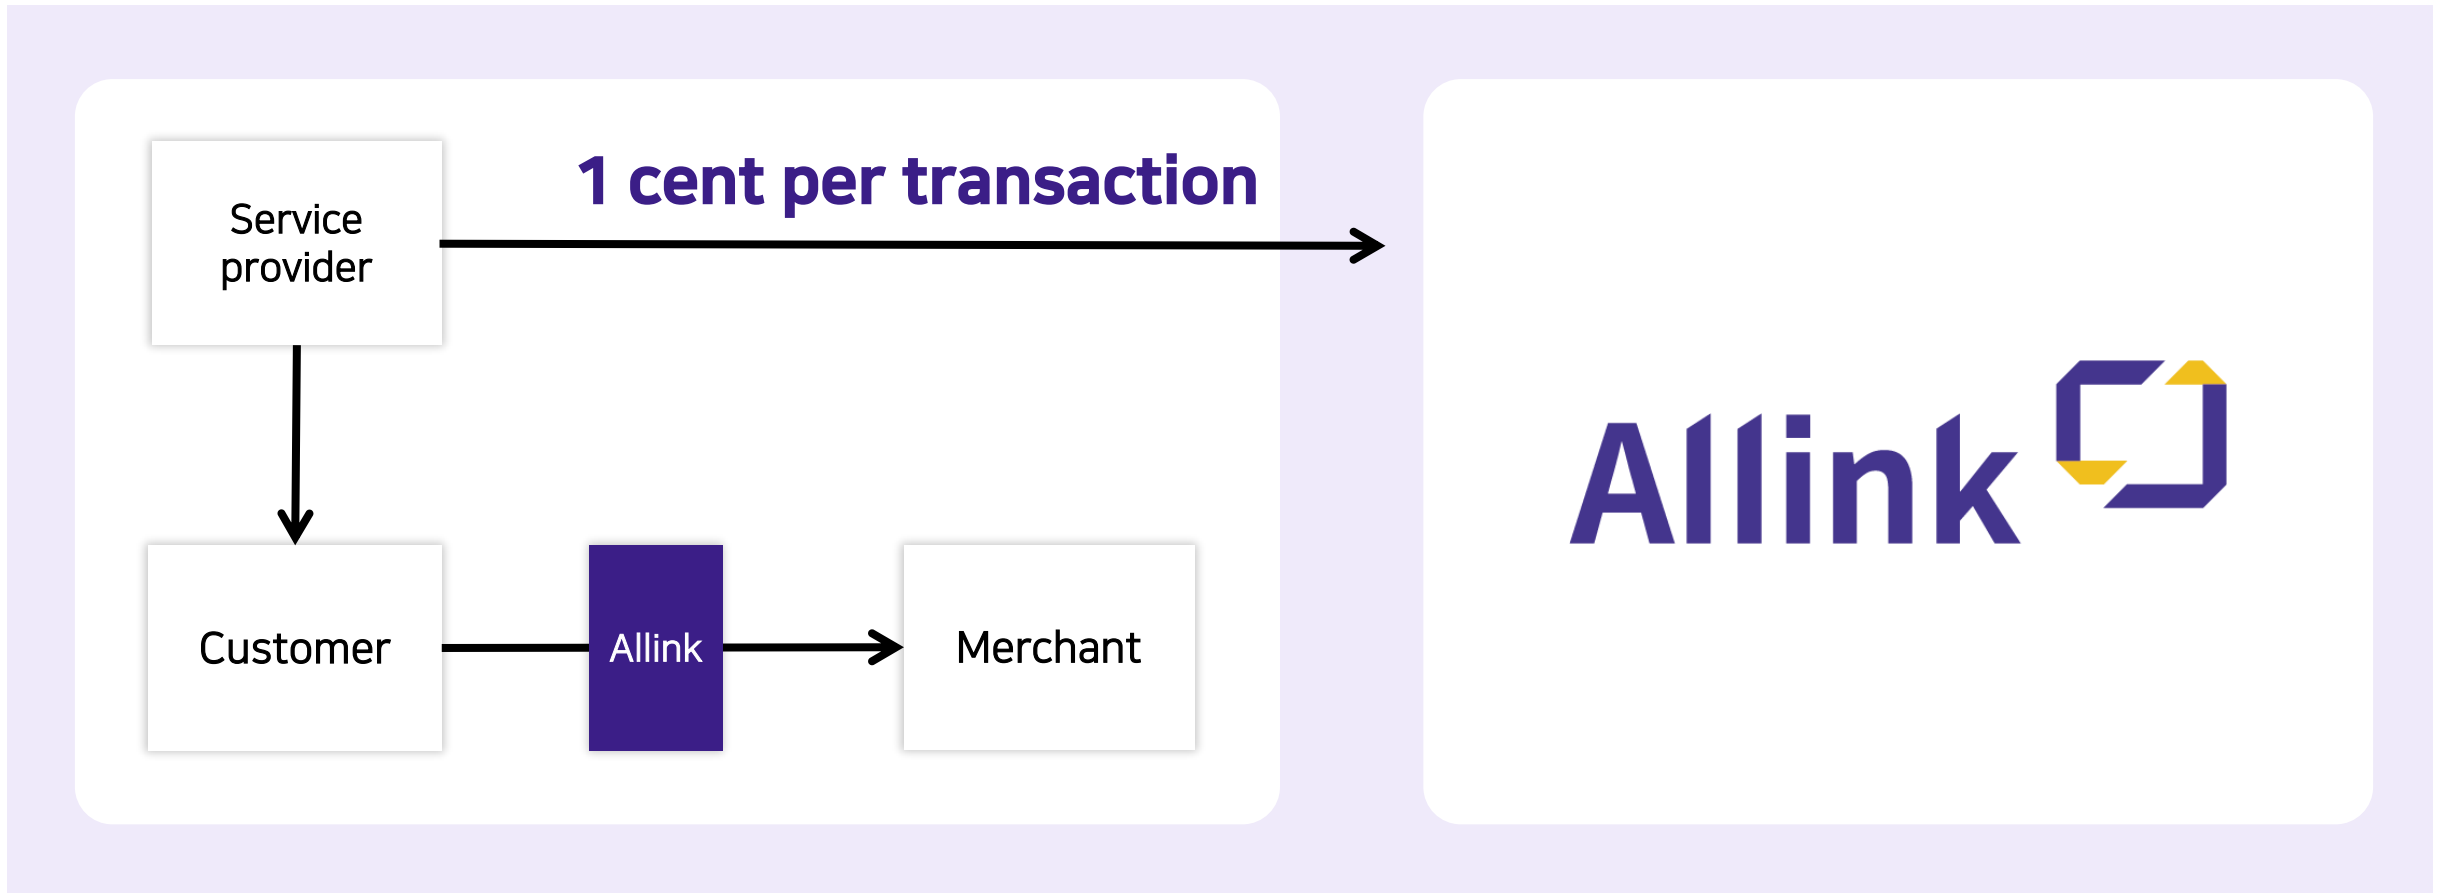 1 cent per transaction
Service
provider
Allink
Customer
Allink
Merchant